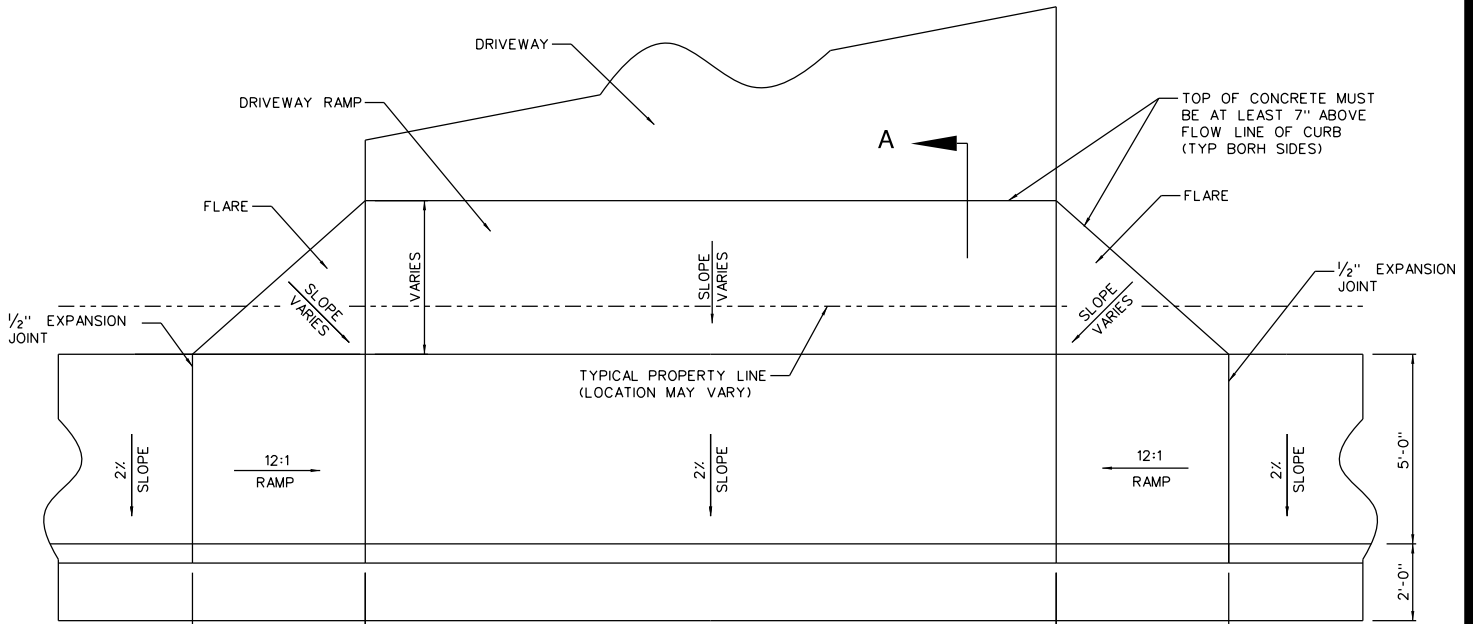 DRIVEWAY
DRIVEWAY RAMP
TOP OF CONCRETE MUST
BE AT LEAST 7" ABOVE
FLOW LINE OF CURB
(TYP BORH SIDES)
A
FLARE
FLARE
SLOPE
VARIES
VARIES
SLOPE
VARIES
SLOPE
VARIES
1/2" EXPANSION
JOINT
1/2" EXPANSION
JOINT
TYPICAL PROPERTY LINE
(LOCATION MAY VARY)
2%
SLOPE
12:1
RAMP
2%
SLOPE
12:1
RAMP
2%
SLOPE
5'-0"
2'-0"